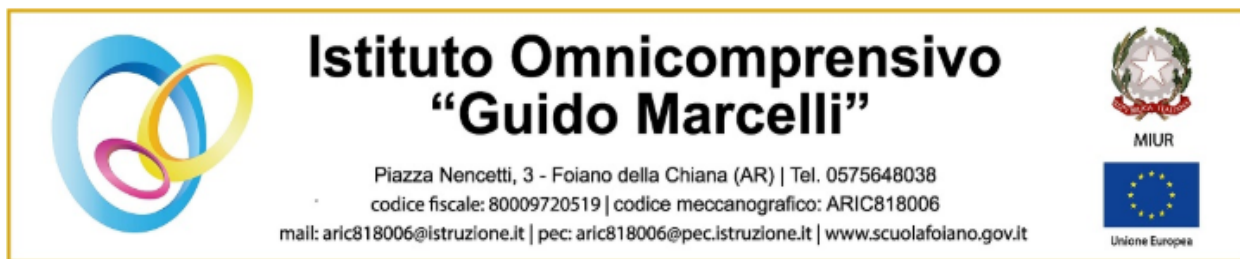 Istituto Omnicomprensivo
“Guido Marcelli”
Piazza Nencetti, 3 - Foiano della Chiana (AR) | Tel. 0575648038
codice fiscale: 80009720519 | codice meccanografico: ARIC818006
mail: aric818006@istruzione.it | pec: aric818006@pec.istruzione.it | www.scuolafoiano.gov.it
MIUR
Unione Europea